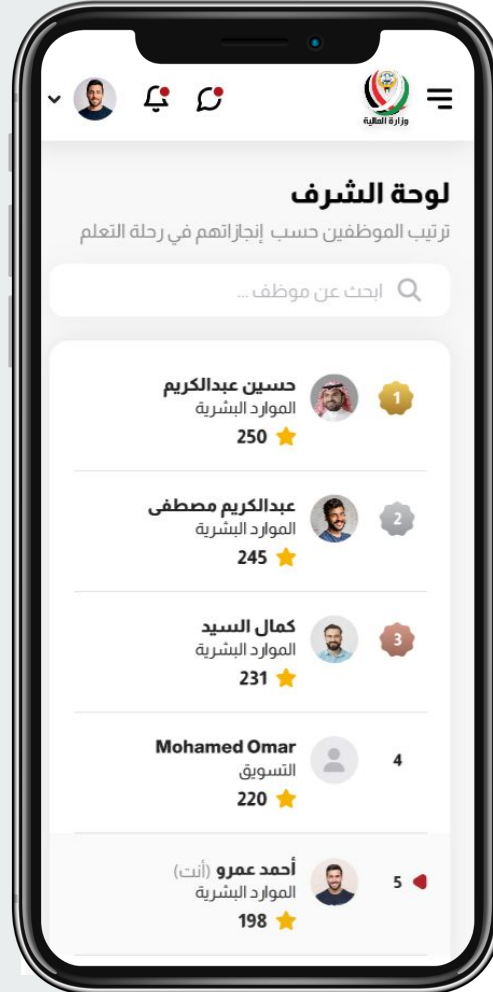 وزارة المالية
لوحة الشرف
ترتيب الموظفين حسب إنجازاتهم في رحلة التعلم
ابحث عن موظف ...
1
حسين عبدالكريم
الموارد البشرية
250
2
عبدالكريم مصطفى
الموارد البشرية
245
3
كمال السيد
الموارد البشرية
231
4
Mohamed Omar
التسويق
220
5
أحمد عمرو (أنت)
الموارد البشرية
198